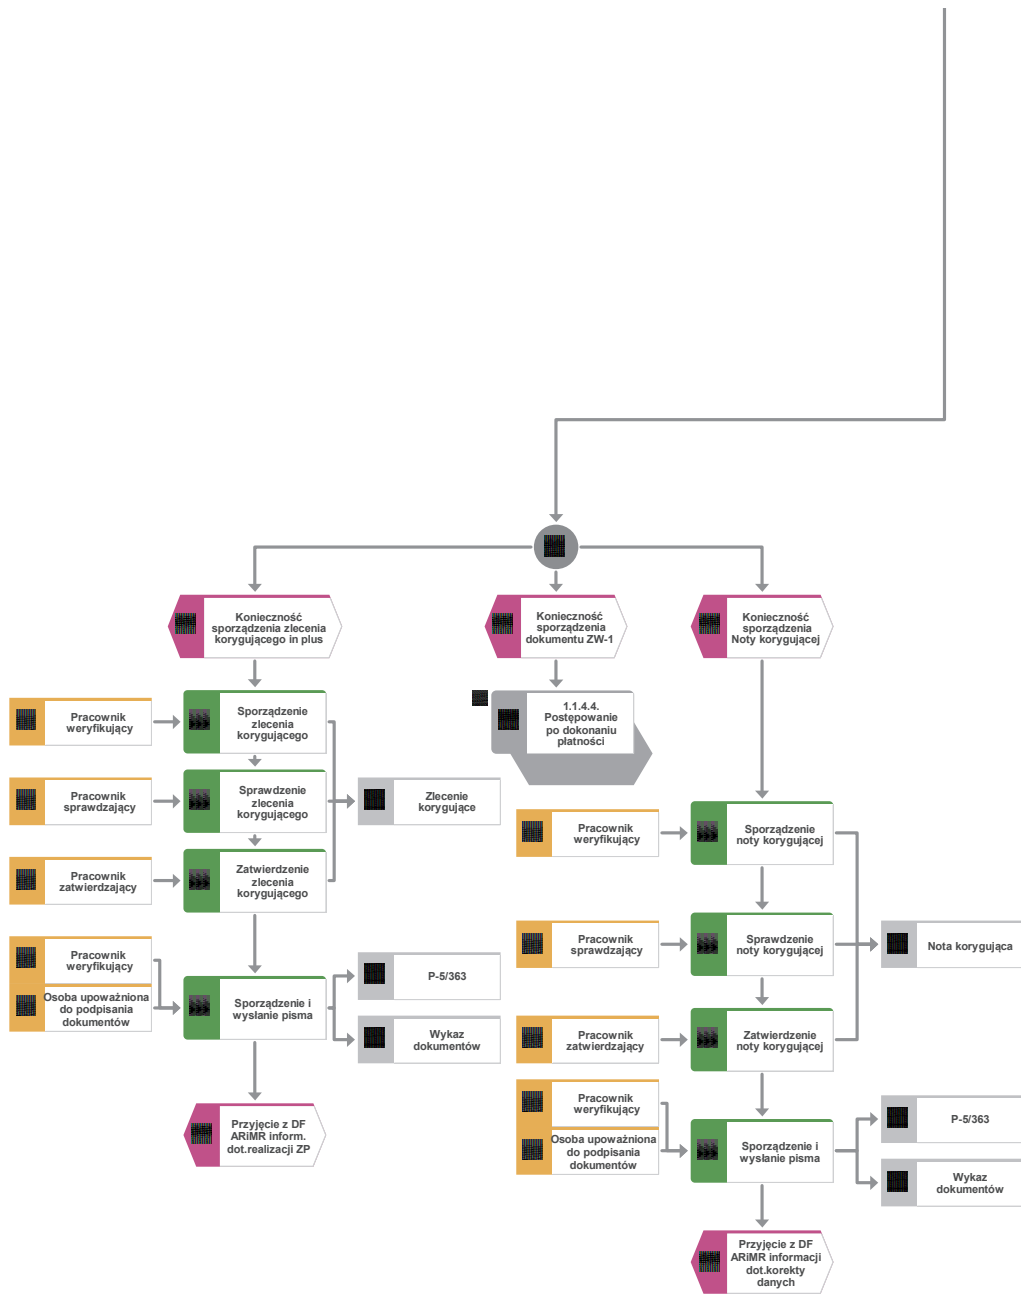 Konieczność
sporządzenia zlecenia
korygującego in plus
Konieczność
sporządzenia
dokumentu ZW-1
Konieczność
sporządzenia
Noty korygującej
Pracownik
weryfikujący
Sporządzenie
zlecenia
korygującego
1.1.4.4.
Postępowanie
po dokonaniu
płatności
Pracownik
sprawdzający
Sprawdzenie
zlecenia
korygującego
Zlecenie
korygujące
Pracownik
zatwierdzający
Zatwierdzenie
zlecenia
korygującego
Pracownik
weryfikujący
Osoba upoważniona
do podpisania
dokumentów
Sporządzenie i
wysłanie pisma
P-5/363
Wykaz
dokumentów
Przyjęcie z DF
ARiMR inform.
dot.realizacji ZP
Pracownik
weryfikujący
Sporządzenie
noty korygującej
Pracownik
sprawdzający
Sprawdzenie
noty korygującej
Nota korygująca
Pracownik
zatwierdzający
Zatwierdzenie
noty korygującej
Pracownik
weryfikujący
Osoba upoważniona
do podpisania
dokumentów
Sporządzenie i
wysłanie pisma
P-5/363
Wykaz
dokumentów
Przyjęcie z DF
ARiMR informacji
dot.korekty
danych